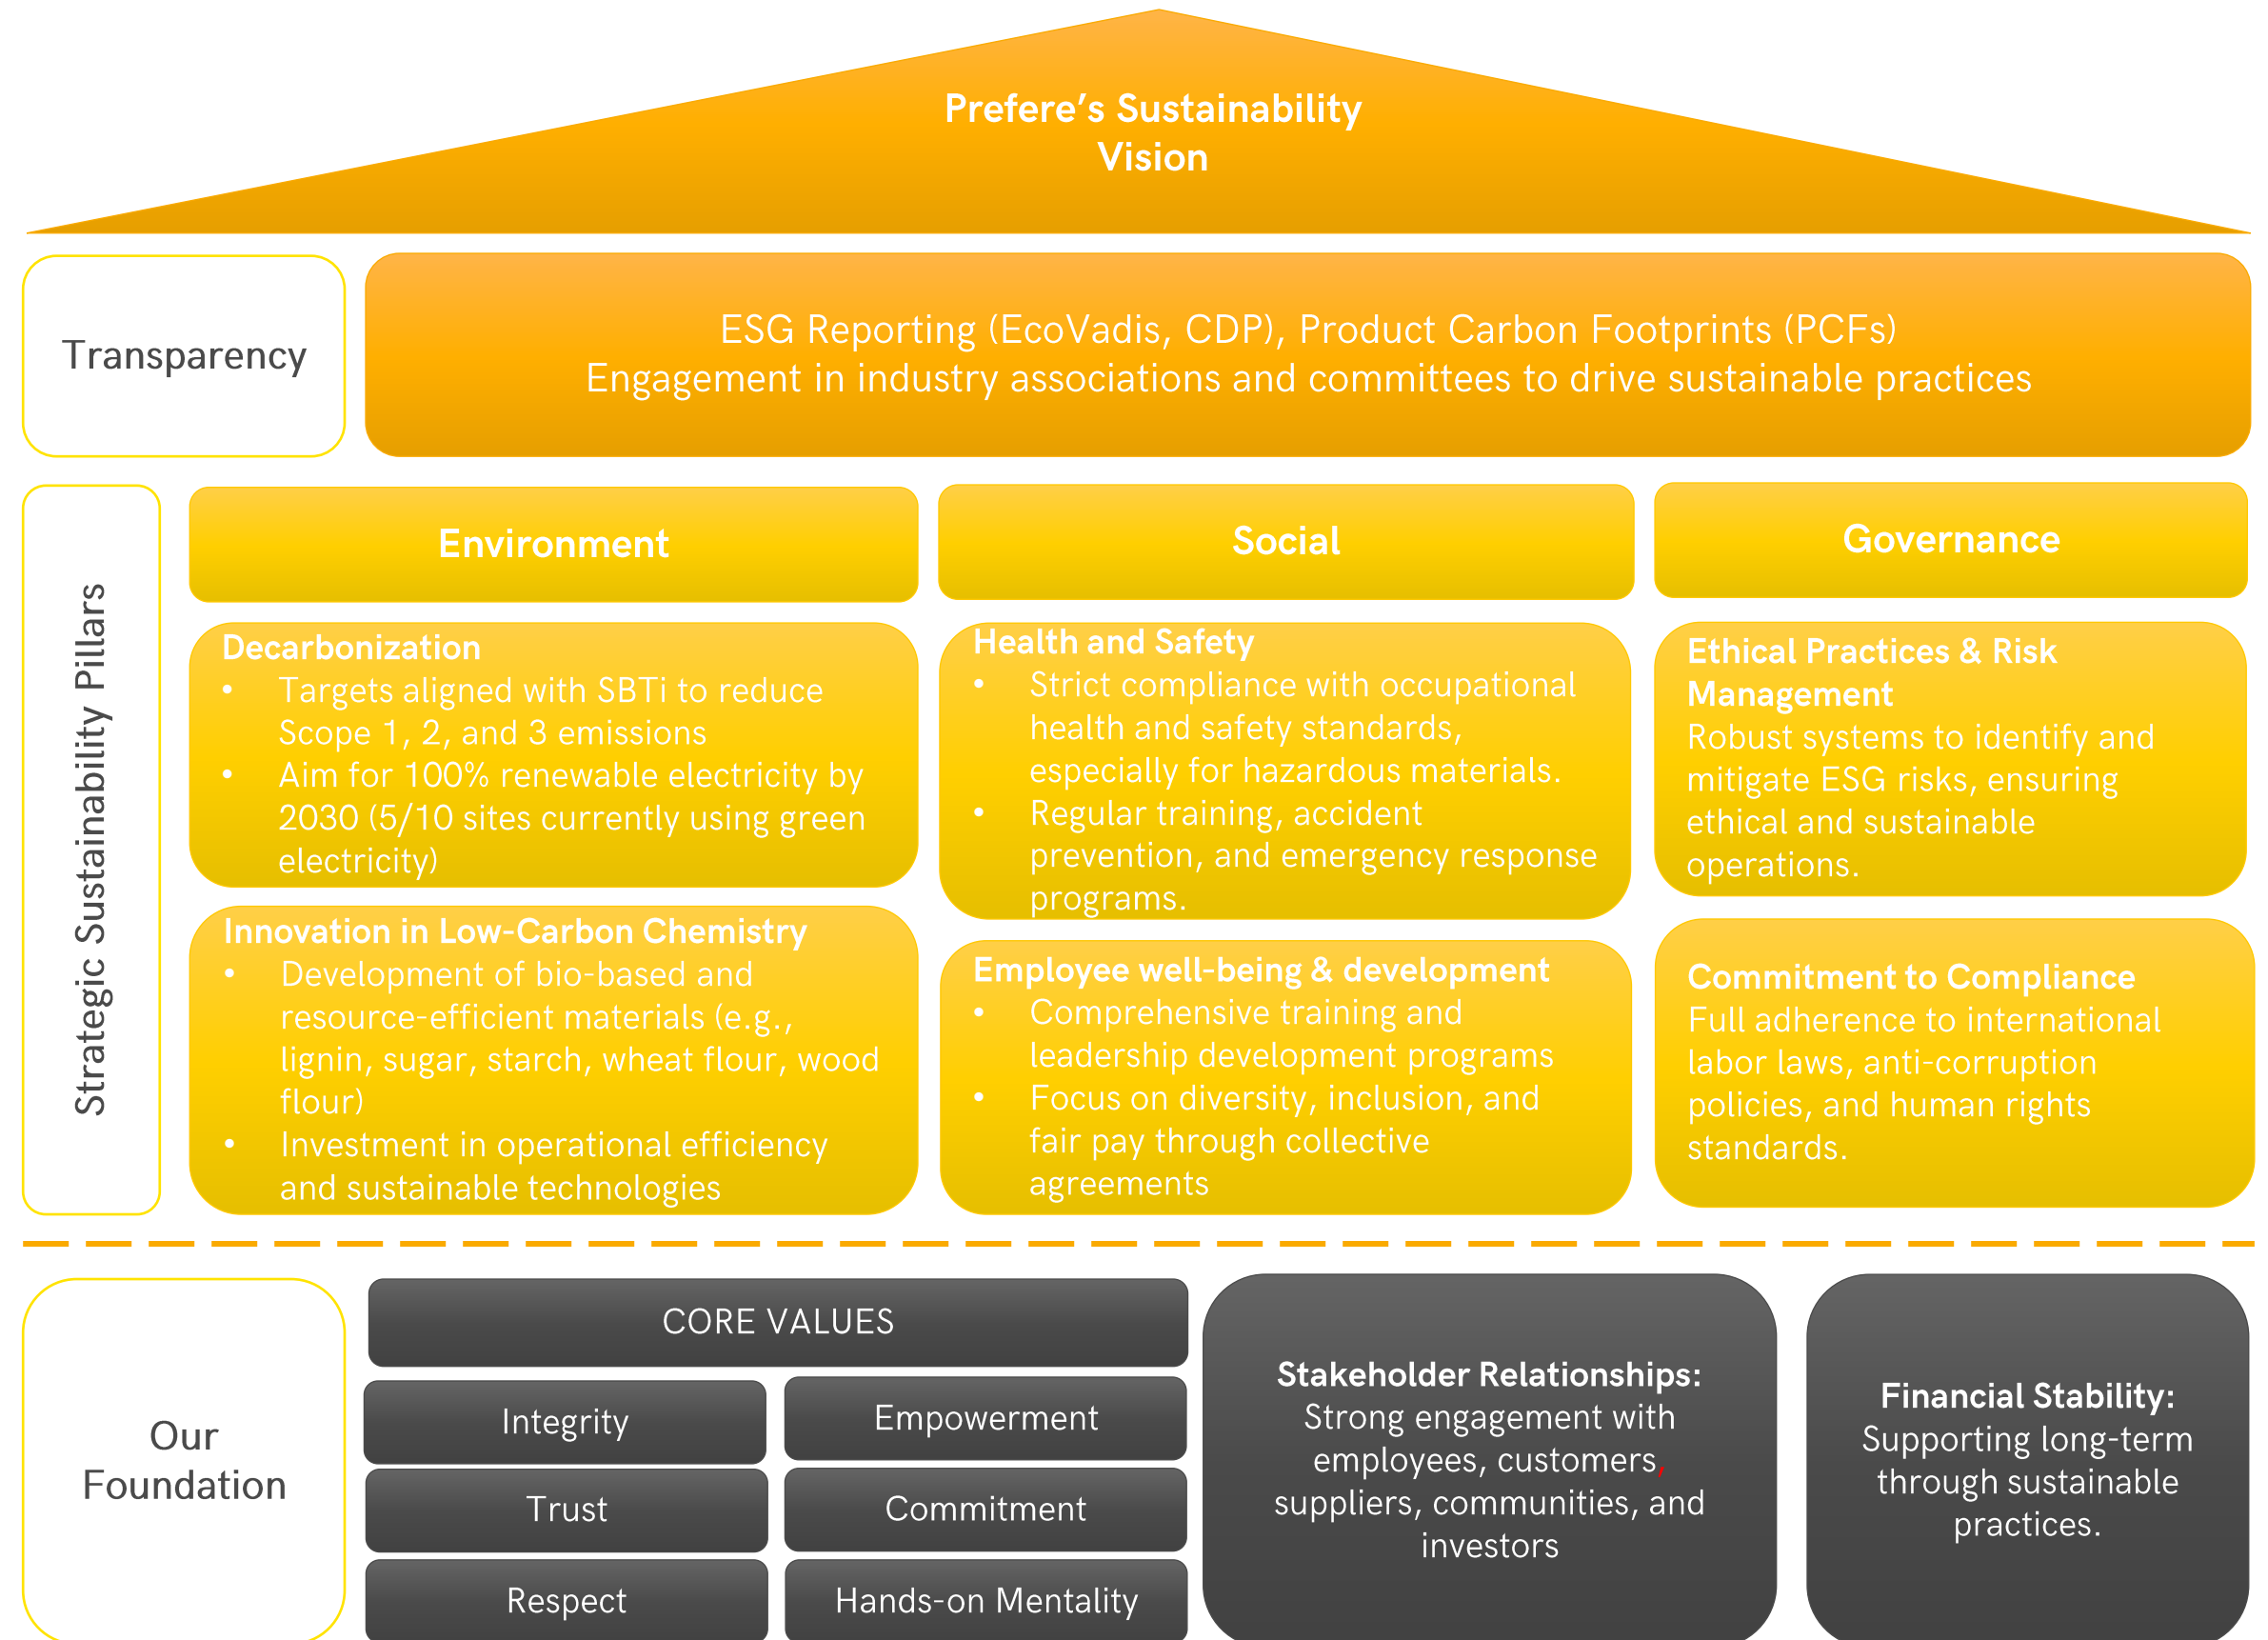 Prefere’s Sustainability
Vision
Transparency
ESG Reporting (EcoVadis, CDP), Product Carbon Footprints (PCFs)
Engagement in industry associations and committees to drive sustainable practices
Strategic Sustainability Pillars
Environment
Decarbonization
• Targets aligned with SBTi to reduce
Scope 1, 2, and 3 emissions
• Aim for 100% renewable electricity by
2030 (5/10 sites currently using green
electricity)
Innovation in Low-Carbon Chemistry
• Development of bio-based and
resource-efficient materials (e.g.,
lignin, sugar, starch, wheat flour, wood
flour)
• Investment in operational efficiency
and sustainable technologies
Social
Health and Safety
• Strict compliance with occupational
health and safety standards,
especially for hazardous materials.
• Regular training, accident
prevention, and emergency response
programs.
Employee well-being & development
• Comprehensive training and
leadership development programs
• Focus on diversity, inclusion, and
fair pay through collective
agreements
Governance
Ethical Practices & Risk
Management
Robust systems to identify and
mitigate ESG risks, ensuring
ethical and sustainable
operations.
Commitment to Compliance
Full adherence to international
labor laws, anti-corruption
policies, and human rights
standards.
Our
Foundation
CORE VALUES
Integrity
Empowerment
Trust
Commitment
Respect
Hands-on Mentality
Stakeholder Relationships:
Strong engagement with
employees, customers,
suppliers, communities, and
investors
Financial Stability:
Supporting long-term
through sustainable
practices.